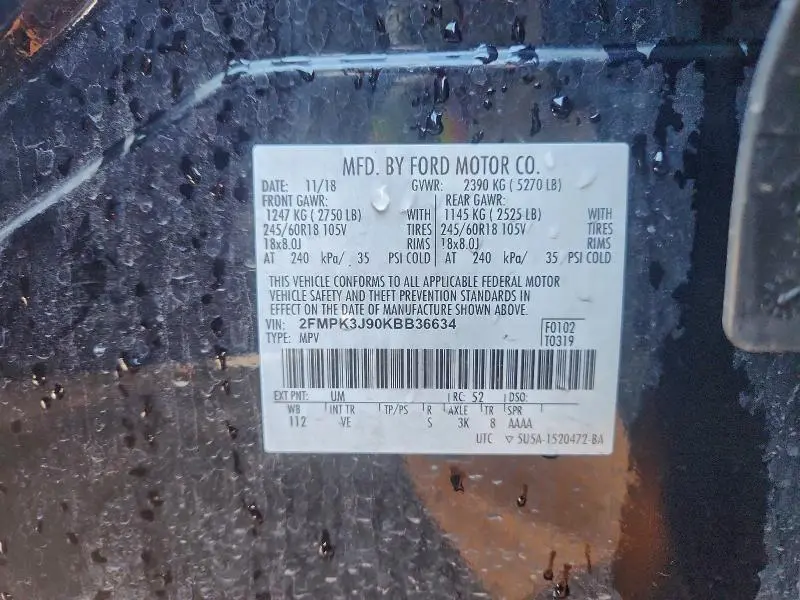 MFD. BY FORD MOTOR CO.
DATE: 11/18 GVWR: 2390 KG ( 5270 LB)
FRONT GAWR: REAR GAWR:
1247 KG ( 2750 LB) WITH 1145 KG ( 2525 LB) WITH
245/60R18 105V TIRES 245/60R18 105V TIRES
18x8.0J RIMS 18x8.0J RIMS
AT 240 kPa/ 35 PSI COLD AT 240 kPa/ 35 PSI COLD
THIS VEHICLE CONFORMS TO ALL APPLICABLE FEDERAL MOTOR
VEHICLE SAFETY AND THEFT PREVENTION STANDARDS IN
EFFECT ON THE DATE OF MANUFACTURE SHOWN ABOVE.
VIN: 2FMPK3J90KBB36634 F0102
TYPE: MPV T0319
EXT PNT: UM RC: 52 DSO:
WB INT TR TP/PS R AXLE TR SPR
112 -VE S 3K 8 AAAA
UTC ▽ 5U5A-1520472-BA